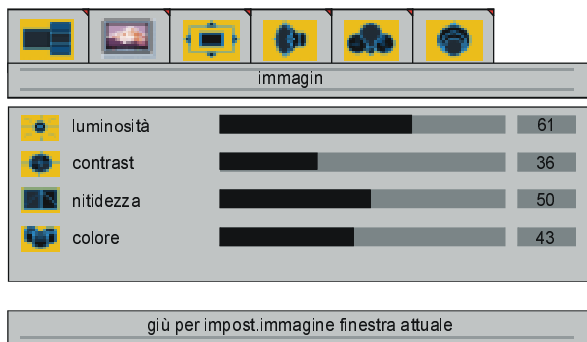 immagin
luminosità 61
contrast 36
nitidezza 50
colore 43
giù per impost.immagine finestra attuale